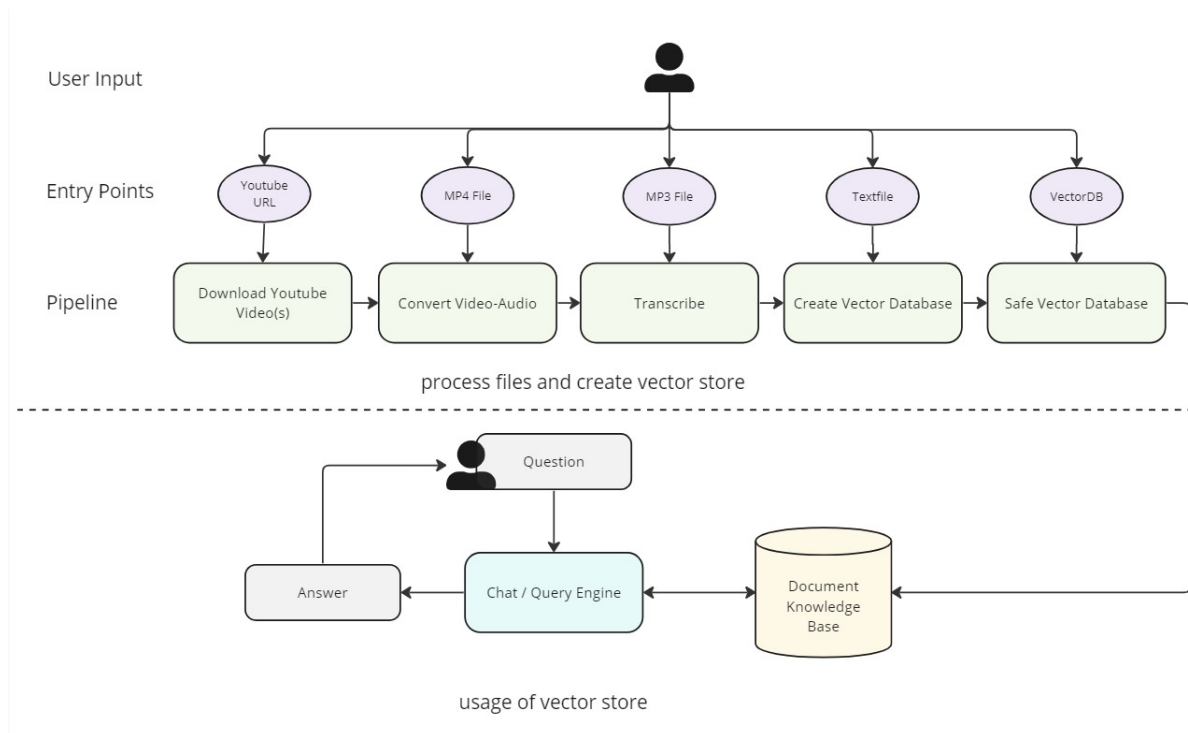 User Input
Entry Points
Youtube
URL
MP4 File
MP3 File
Textfile
VectorDB
Pipeline
Download Youtube
Video(s)
Convert Video-Audio
Transcribe
Create Vector Database
Safe Vector Database
process files and create vector store
Question
Answer
Chat / Query Engine
Document
Knowledge
Base
usage of vector store